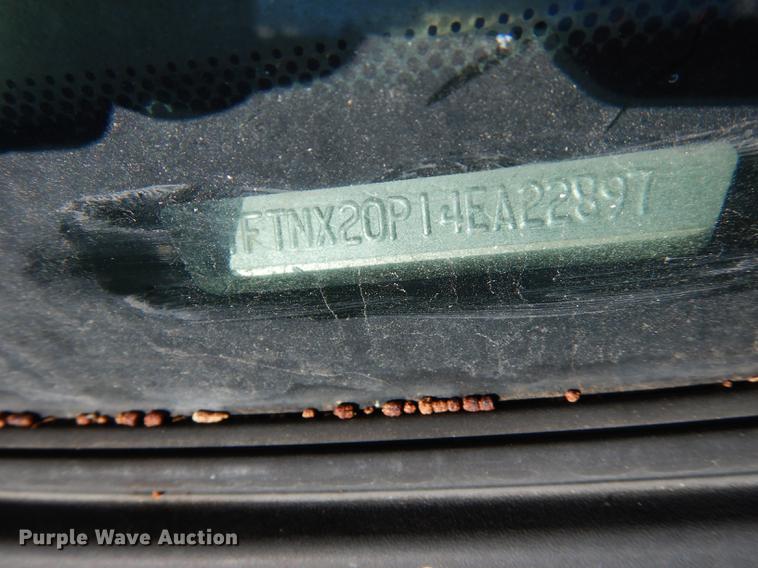 FTNX20P14EA22897
Purple Wave Auction